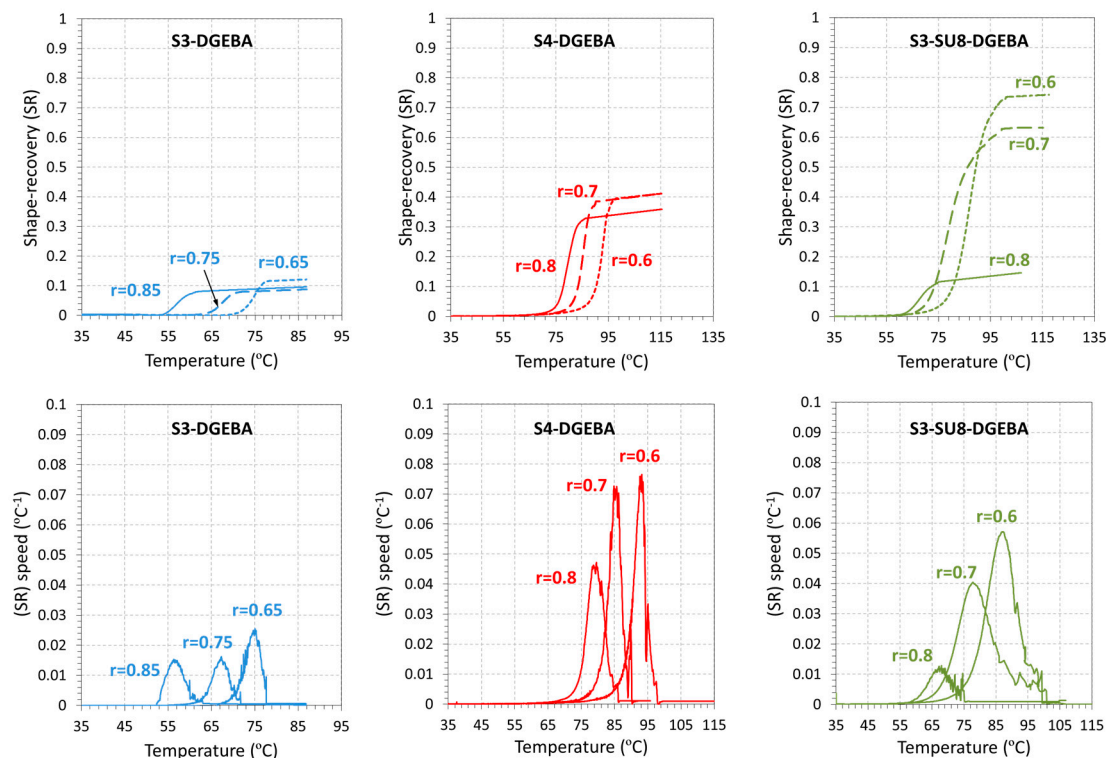 S3-DGEBA
Shape-recovery (SR)
1
0.9
0.8
0.7
0.6
0.5
0.4
0.3
0.2
0.1
0
r=0.75
r=0.65
r=0.85
35 45 55 65 75 85 95
Temperature (ºC)
S4-DGEBA
Shape-recovery (SR)
1
0.9
0.8
0.7
0.6
0.5
0.4
0.3
0.2
0.1
0
r=0.7
r=0.8
r=0.6
35 55 75 95 115 135
Temperature (ºC)
S3-SU8-DGEBA
Shape-recovery (SR)
1
0.9
0.8
0.7
0.6
0.5
0.4
0.3
0.2
0.1
0
r=0.6
r=0.7
r=0.8
35 55 75 95 115 135
Temperature (ºC)
S3-DGEBA
(SR) speed (ºC⁻¹)
0.1
0.09
0.08
0.07
0.06
0.05
0.04
0.03
0.02
0.01
0
r=0.65
r=0.75
r=0.85
35 45 55 65 75 85 95
Temperature (ºC)
S4-DGEBA
(SR) speed (ºC⁻¹)
0.1
0.09
0.08
0.07
0.06
0.05
0.04
0.03
0.02
0.01
0
r=0.6
r=0.7
r=0.8
35 45 55 65 75 85 95 105 115
Temperature (ºC)
S3-SU8-DGEBA
(SR) speed (ºC⁻¹)
0.1
0.09
0.08
0.07
0.06
0.05
0.04
0.03
0.02
0.01
0
r=0.6
r=0.7
r=0.8
35 45 55 65 75 85 95 105 115
Temperature (ºC)